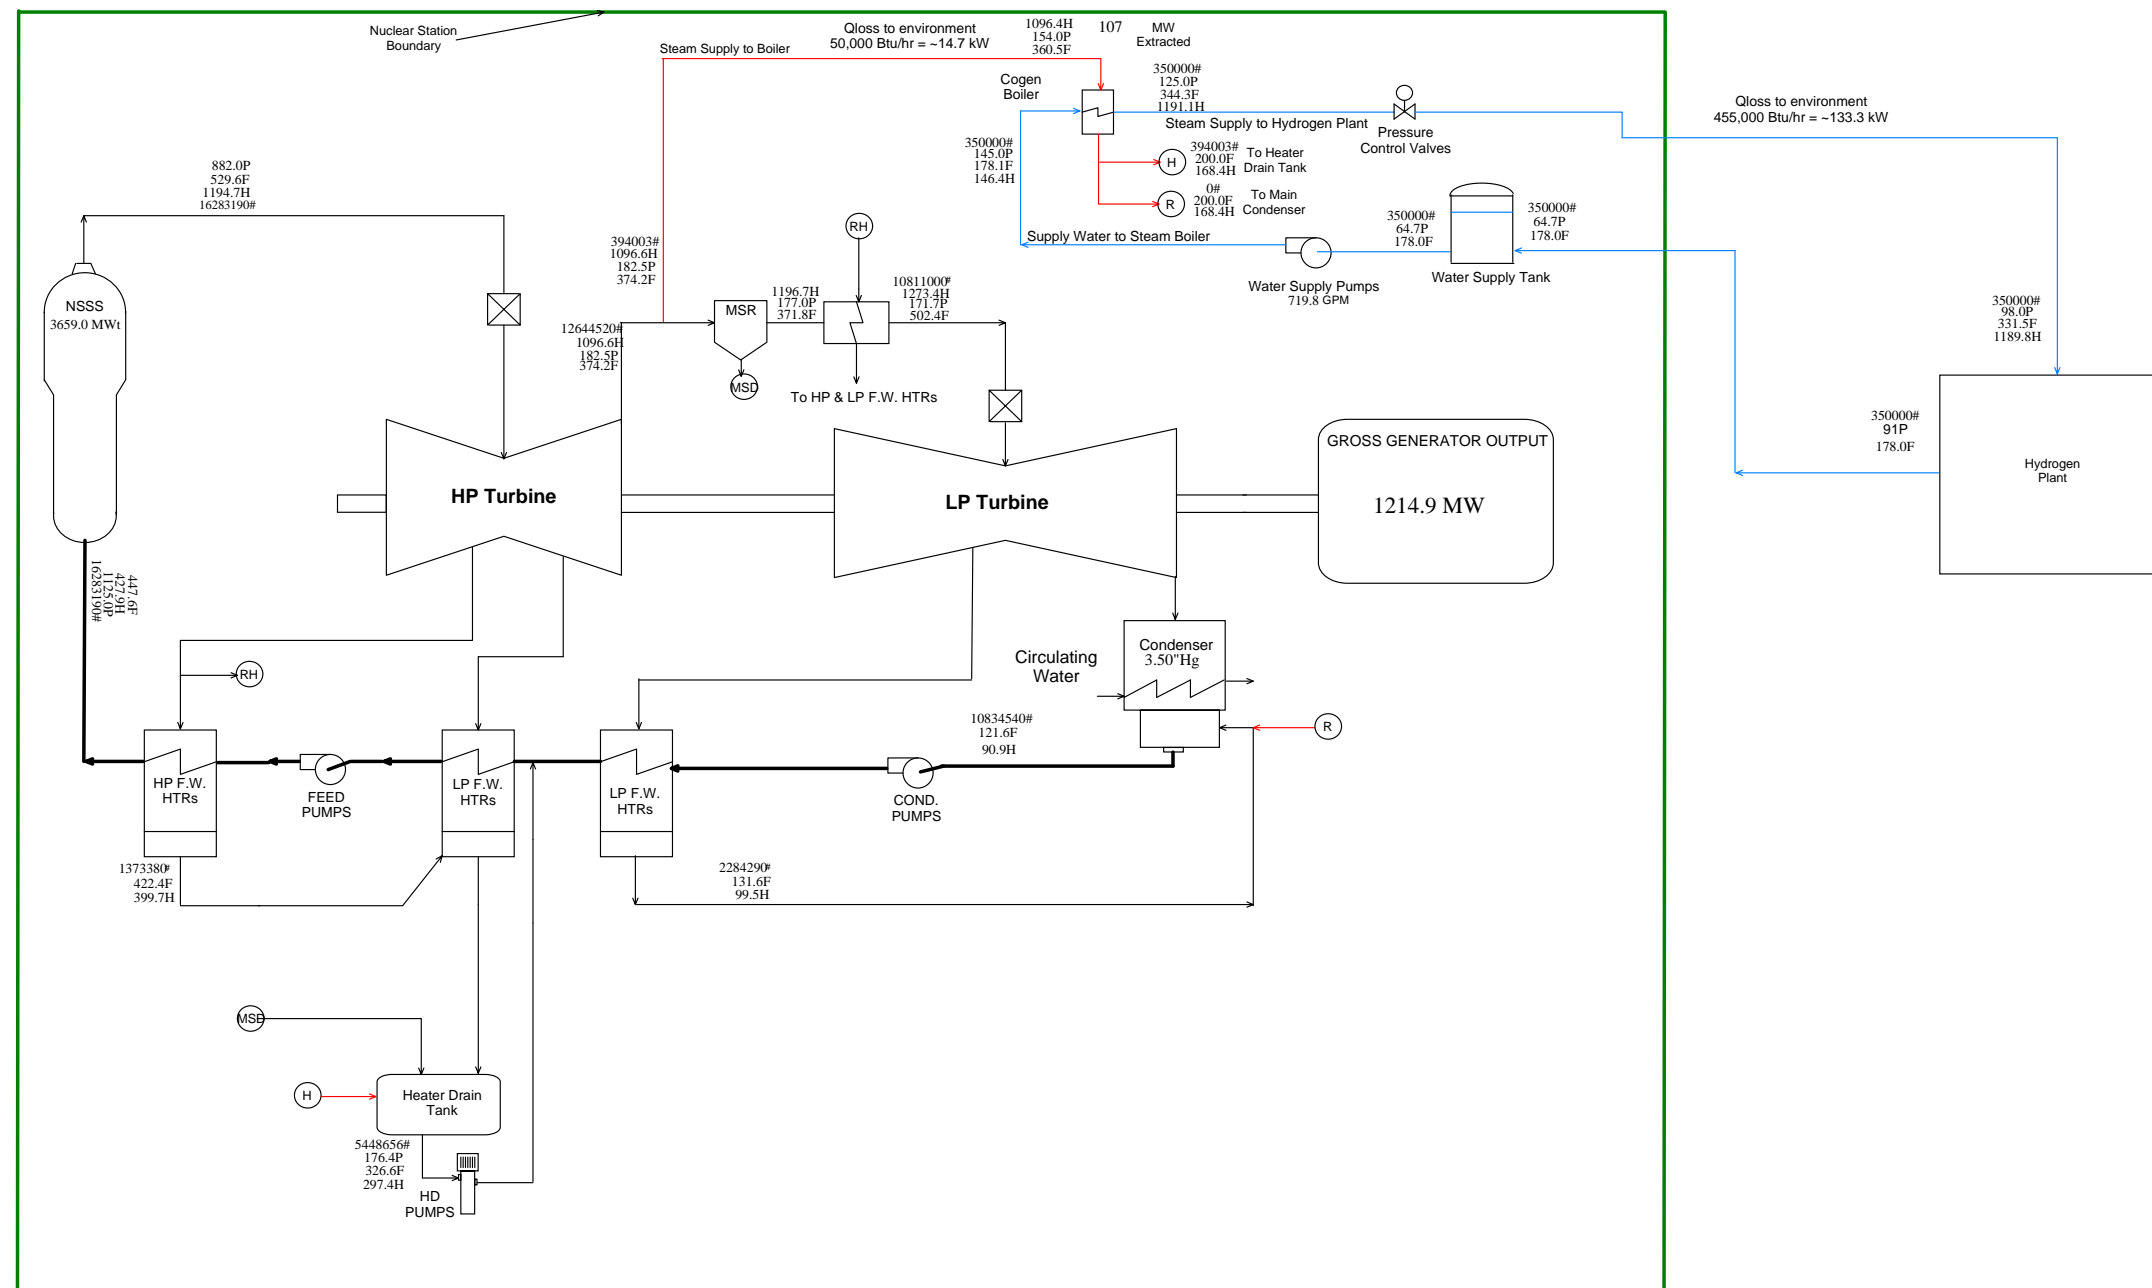 Nuclear Station
Boundary
Steam Supply to Boiler
Qloss to environment
50,000 Btu/hr = ~14.7 kW
1096.4H
154.0P
360.5F
107 MW
Extracted
Cogen
Boiler
350000#
125.0P
344.3F
1191.1H
Steam Supply to Hydrogen Plant
Pressure
Control Valves
Qloss to environment
455,000 Btu/hr = ~133.3 kW
350000#
145.0P
178.1F
146.4H
H
394003#
200.0F
168.4H
To Heater
Drain Tank
R
0#
200.0F
168.4H
To Main
Condenser
Supply Water to Steam Boiler
Water Supply Pumps
719.8 GPM
350000#
64.7P
178.0F
Water Supply Tank
350000#
64.7P
178.0F
882.0P
529.6F
1194.7H
16283190#
NSSS
3659.0 MWt
394003#
1096.6H
182.5P
374.2F
12644520#
1096.6H
182.5P
374.2F
MSR
MSD
1196.7H
177.0P
371.8F
RH
To HP & LP F.W. HTRs
10811000#
1273.4H
171.7P
502.4F
350000#
98.0P
331.5F
1189.8H
350000#
91P
178.0F
Hydrogen
Plant
HP Turbine
LP Turbine
GROSS GENERATOR OUTPUT
1214.9 MW
447.6F
427.9H
1125.0P
16283190#
RH
Condenser
3.50"Hg
Circulating
Water
R
10834540#
121.6F
90.9H
HP F.W.
HTRs
FEED
PUMPS
LP F.W.
HTRs
LP F.W.
HTRs
COND.
PUMPS
1373380#
422.4F
399.7H
2284290#
131.6F
99.5H
MSD
H
Heater Drain
Tank
5448656#
176.4P
326.6F
297.4H
HD
PUMPS